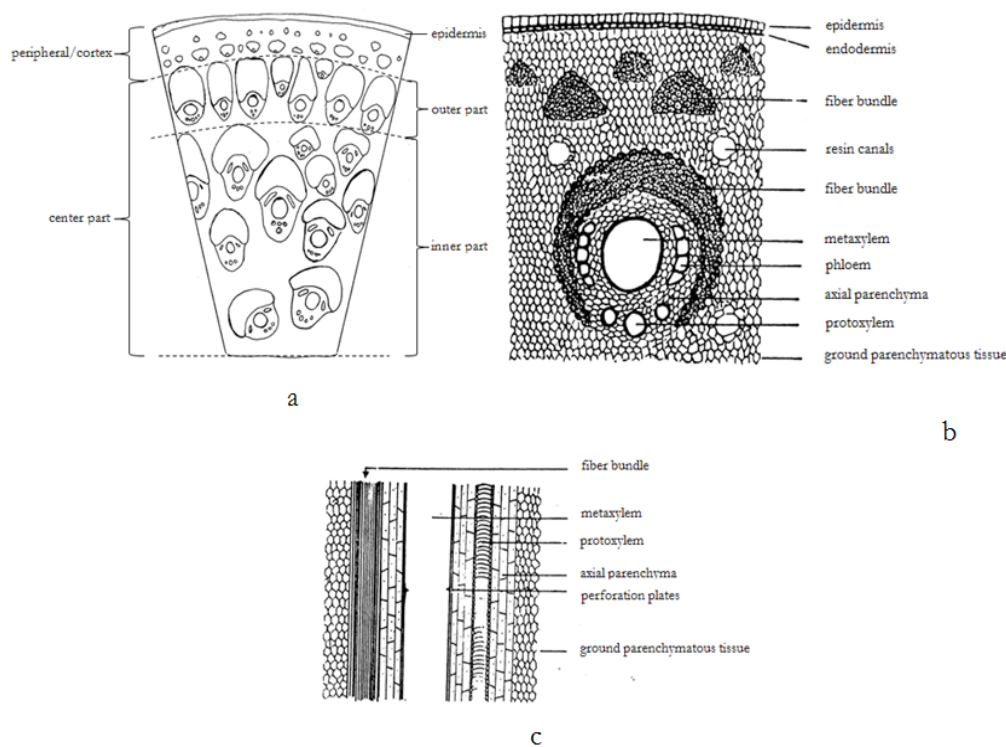 peripheral/cortex
epidermis
outer part
center part
inner part
a
epidermis
endodermis
fiber bundle
resin canals
fiber bundle
metaxylem
phloem
axial parenchyma
protoxylem
ground parenchymatous tissue
b
fiber bundle
metaxylem
protoxylem
axial parenchyma
perforation plates
ground parenchymatous tissue
c